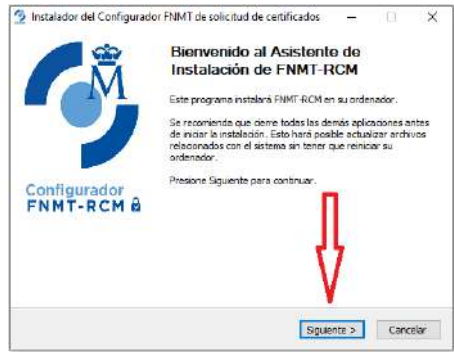 Instalador del Configurador FNMT de solicitud de certificados
Bienvenido al Asistente de
Instalación de FNMT-RCM
Este programa instalará FNMT-RCM en su ordenador.
Se recomienda que cierre todas las demás aplicaciones antes
de iniciar la instalación. Esto hará posible actualizar archivos
relacionados con el sistema sin tener que reiniciar su
ordenador.
Presione Siguiente para continuar.
M
Configurador
FNMT-RCM
Siguiente >
Cancelar